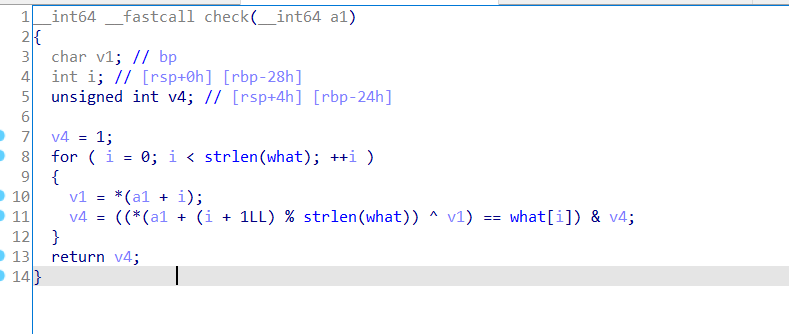 1 __int64 __fastcall check(__int64 a1)
2 {
3 char v1; // bp
4 int i; // [rsp+0h] [rbp-28h]
5 unsigned int v4; // [rsp+4h] [rbp-24h]
6
7 v4 = 1;
8 for ( i = 0; i < strlen(what); ++i )
9 {
10 v1 = *(a1 + i);
11 v4 = ((*(a1 + (i + 1LL) % strlen(what)) ^ v1) == what[i]) & v4;
12 }
13 return v4;
14 }